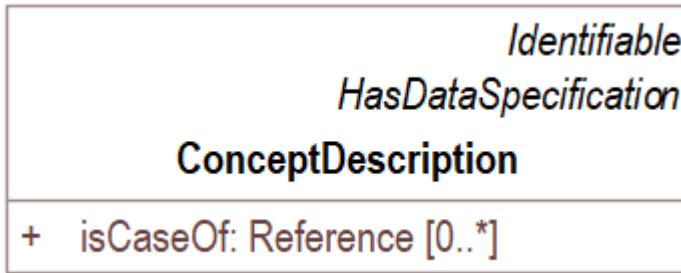 Identifiable
HasDataSpecification
ConceptDescription
+ isCaseOf: Reference [0..*]